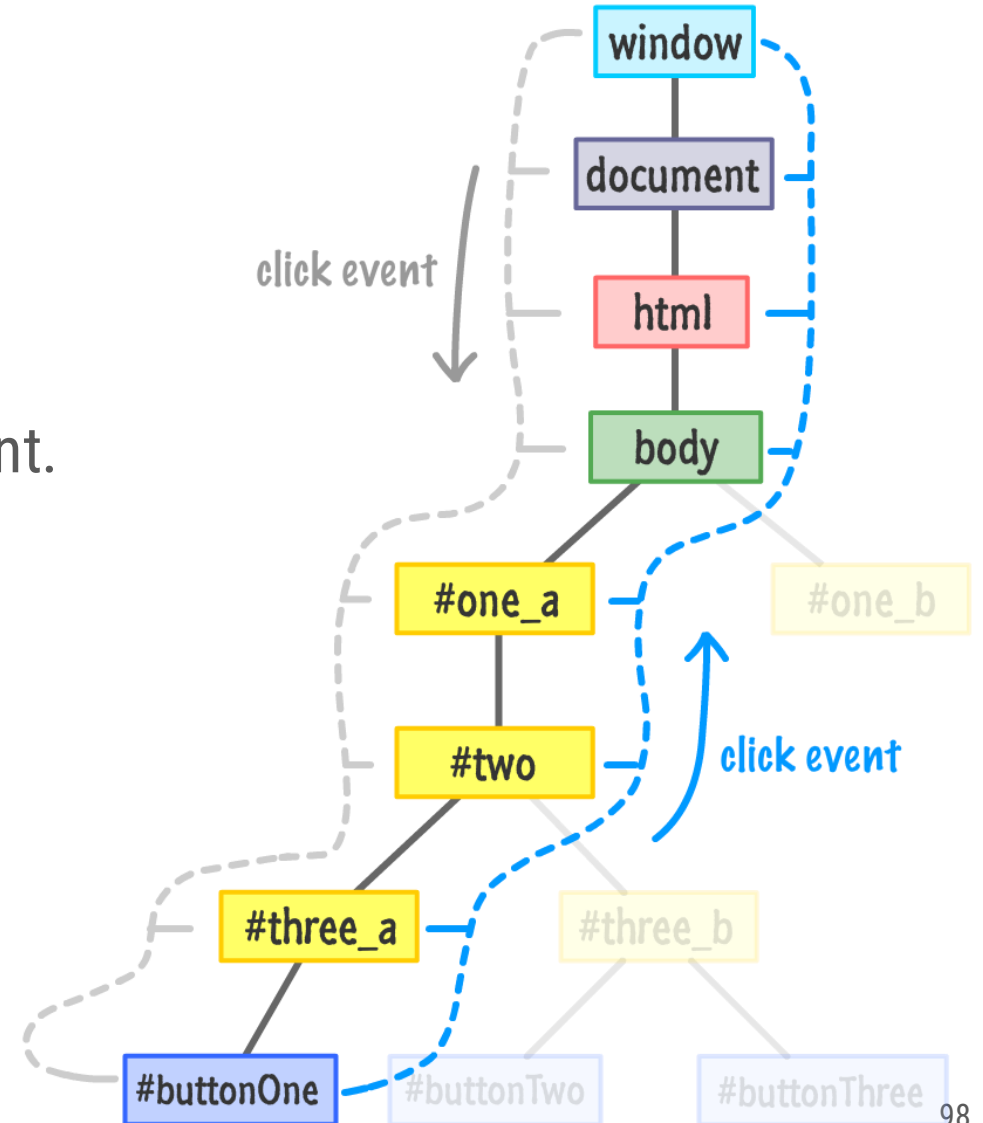 window
document
click event
html
body
nt.
#one_a
#one_b
#two
click event
#three_a
#three_b
#buttonOne
#buttonTwo
#buttonThree
98